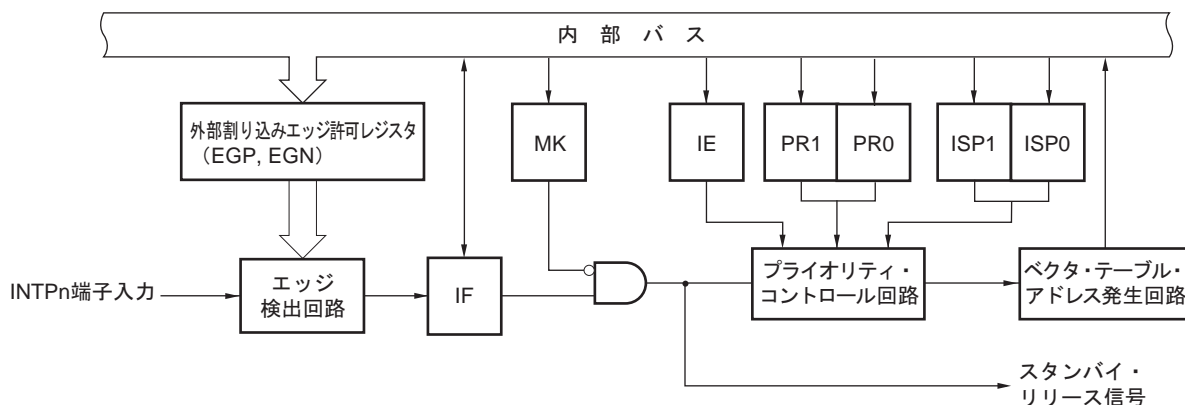 内 部 バ ス
外部割り込みエッジ許可レジスタ
（EGP, EGN）
MK
IE
PR1
PR0
ISP1
ISP0
INTPn端子入力
エッジ
検出回路
IF
プライオリティ・
コントロール回路
ベクタ・テーブル・
アドレス発生回路
スタンバイ・
リリース信号